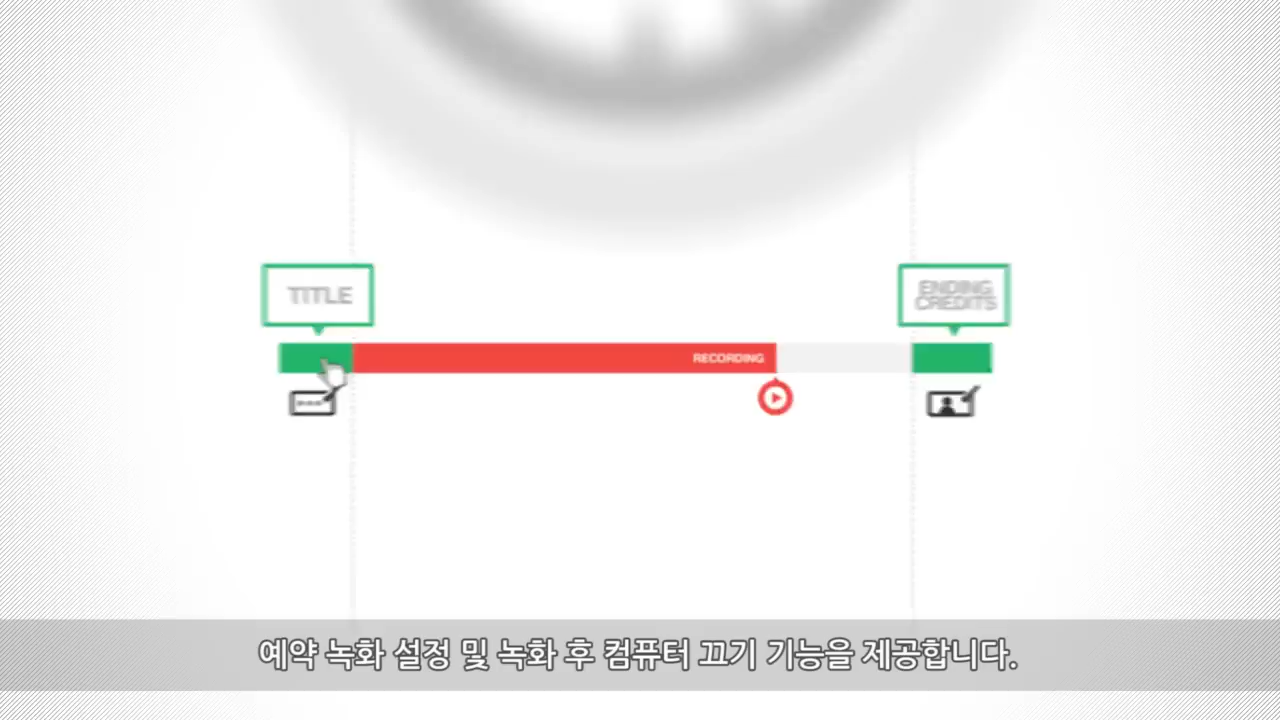 TITLE
ENDING
CREDITS
RECORDING
예약 녹화 설정 및 녹화 후 컴퓨터 끄기 기능을 제공합니다.